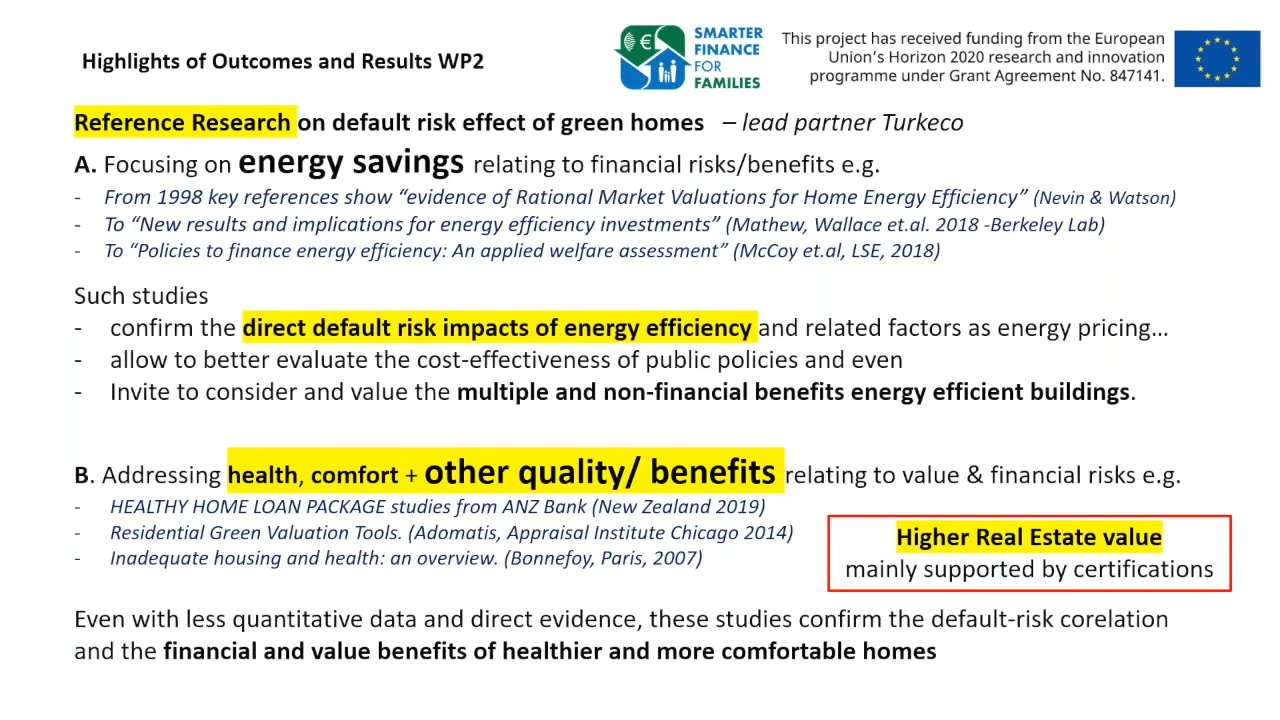 Highlights of Outcomes and Results WP2
SMARTER
FINANCE
FOR
FAMILIES
This project has received funding from the European
Union's Horizon 2020 research and innovation
programme under Grant Agreement No. 847141.
Reference Research on default risk effect of green homes – lead partner Turkeco
A. Focusing on energy savings relating to financial risks/benefits e.g.
- From 1998 key references show “evidence of Rational Market Valuations for Home Energy Efficiency” (Nevin & Watson)
- To “New results and implications for energy efficiency investments” (Mathew, Wallace et.al. 2018 -Berkeley Lab)
- To “Policies to finance energy efficiency: An applied welfare assessment” (McCoy et.al, LSE, 2018)
Such studies
- confirm the direct default risk impacts of energy efficiency and related factors as energy pricing…
- allow to better evaluate the cost-effectiveness of public policies and even
- Invite to consider and value the multiple and non-financial benefits energy efficient buildings.
B. Addressing health, comfort + other quality/ benefits relating to value & financial risks e.g.
- HEALTHY HOME LOAN PACKAGE studies from ANZ Bank (New Zealand 2019)
- Residential Green Valuation Tools. (Adomatis, Appraisal Institute Chicago 2014)
- Inadequate housing and health: an overview. (Bonnefoy, Paris, 2007)
Higher Real Estate value
mainly supported by certifications
Even with less quantitative data and direct evidence, these studies confirm the default-risk corelation
and the financial and value benefits of healthier and more comfortable homes